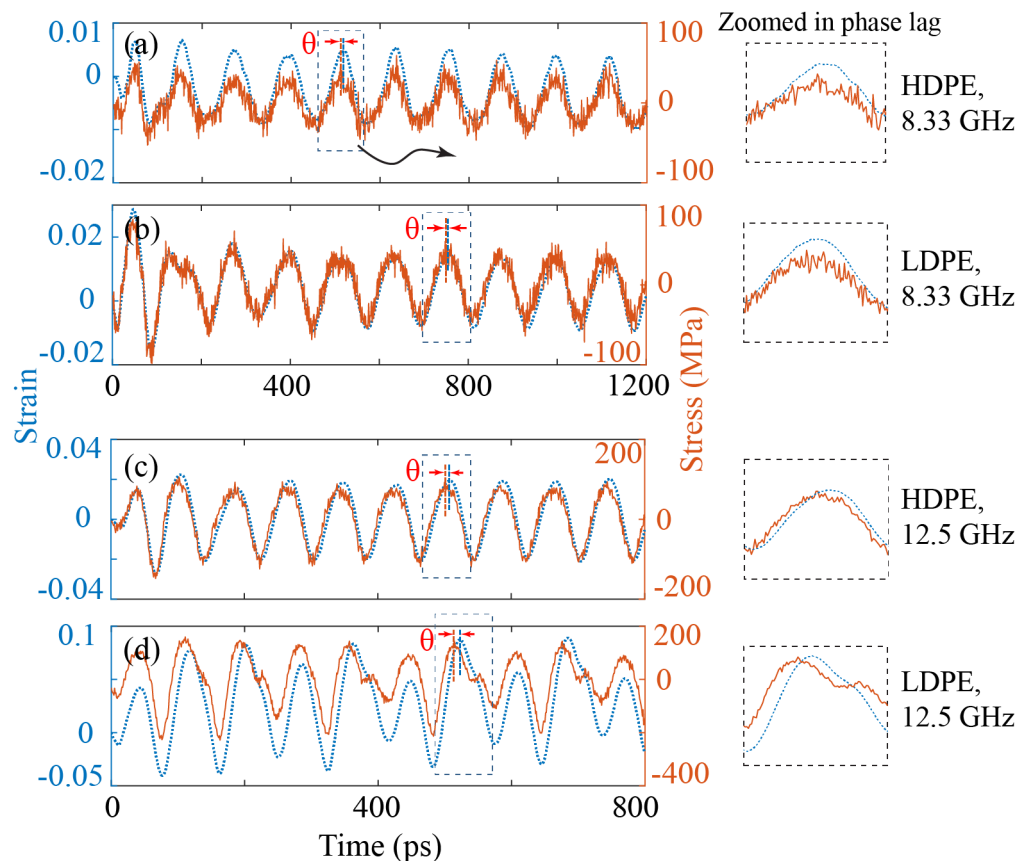 Zoomed in phase lag
0.01
0
-0.02
(a)
θ
100
0
-100
HDPE,
8.33 GHz
0.02
0
-0.02
(b)
θ
100
0
-100
LDPE,
8.33 GHz
0
400
800
1200
Strain
Stress (MPa)
0.04
0
-0.04
(c)
θ
200
0
-200
HDPE,
12.5 GHz
0.1
0
-0.05
(d)
θ
200
0
-400
LDPE,
12.5 GHz
0
400
800
Time (ps)